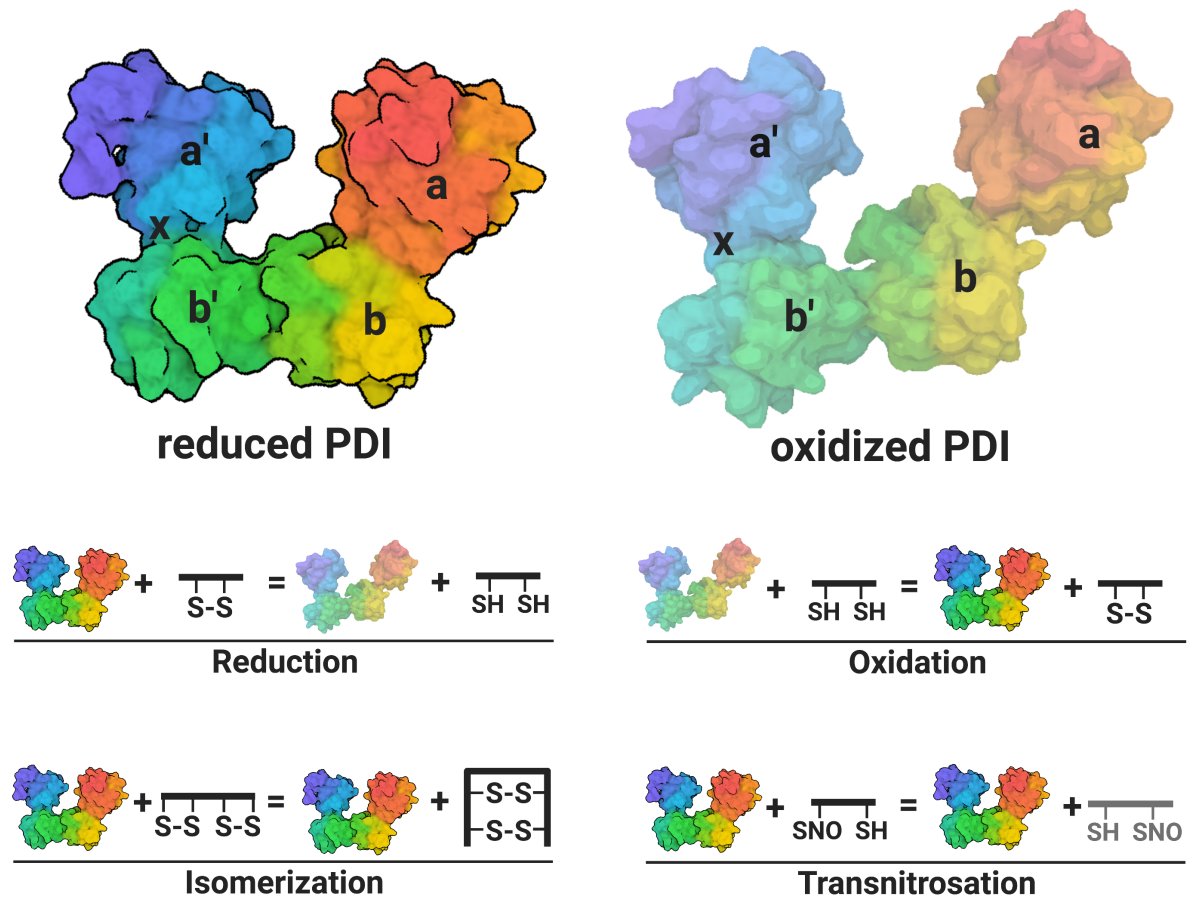 a' a
x
b' b
reduced PDI
a' a
x
b' b
oxidized PDI
+ S-S = + SH SH
Reduction
+ SH SH = + S-S
Oxidation
+ S-S S-S = + S-S
S-S
Isomerization
+ SNO SH = + SH SNO
Transnitrosation